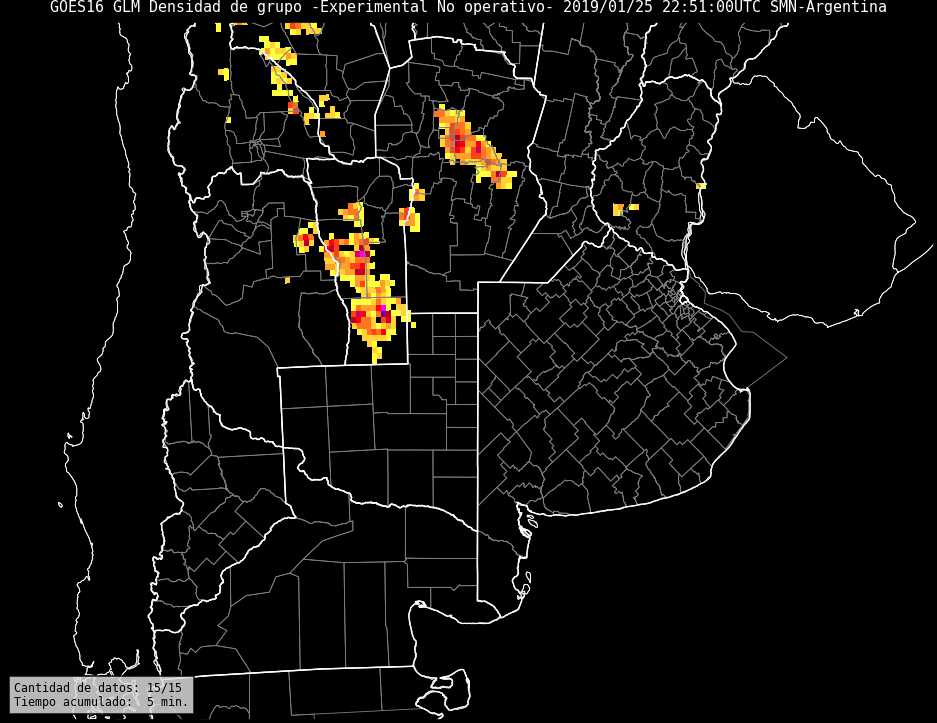 GOES16 GLM Densidad de grupo -Experimental No operativo- 2019/01/25 22:51:00UTC SMN-Argentina
Cantidad de datos: 15/15
Tiempo acumulado:  5 min.